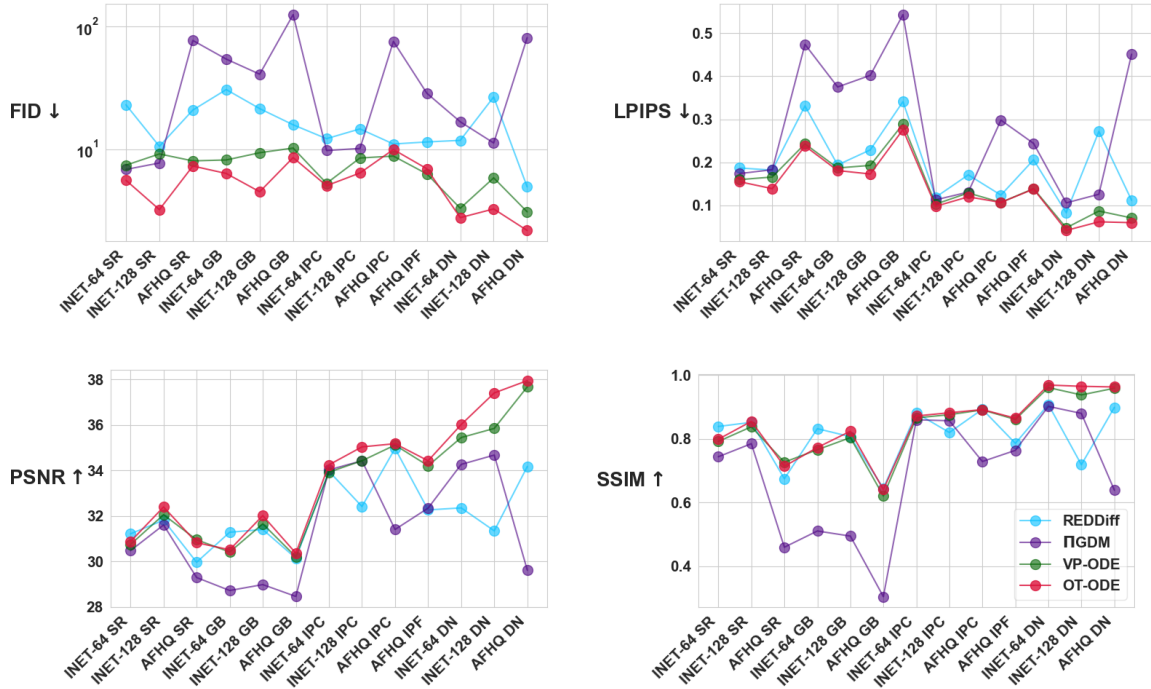 10²
FID ↓
10¹
INET-64 SR
INET-128 SR
AFHQ SR
INET-64 GB
INET-128 GB
AFHQ GB
INET-64 IPC
INET-128 IPC
AFHQ IPC
AFHQ IPF
INET-64 DN
INET-128 DN
AFHQ DN
0.5
0.4
LPIPS ↓
0.3
0.2
0.1
INET-64 SR
INET-128 SR
AFHQ SR
INET-64 GB
INET-128 GB
AFHQ GB
INET-64 IPC
INET-128 IPC
AFHQ IPC
AFHQ IPF
INET-64 DN
INET-128 DN
AFHQ DN
38
36
34
PSNR ↑
32
30
28
INET-64 SR
INET-128 SR
AFHQ SR
INET-64 GB
INET-128 GB
AFHQ GB
INET-64 IPC
INET-128 IPC
AFHQ IPC
AFHQ IPF
INET-64 DN
INET-128 DN
AFHQ DN
1.0
0.8
SSIM ↑
0.6
0.4
REDDiff
ΠGDM
VP-ODE
OT-ODE
INET-64 SR
INET-128 SR
AFHQ SR
INET-64 GB
INET-128 GB
AFHQ GB
INET-64 IPC
INET-128 IPC
AFHQ IPC
AFHQ IPF
INET-64 DN
INET-128 DN
AFHQ DN